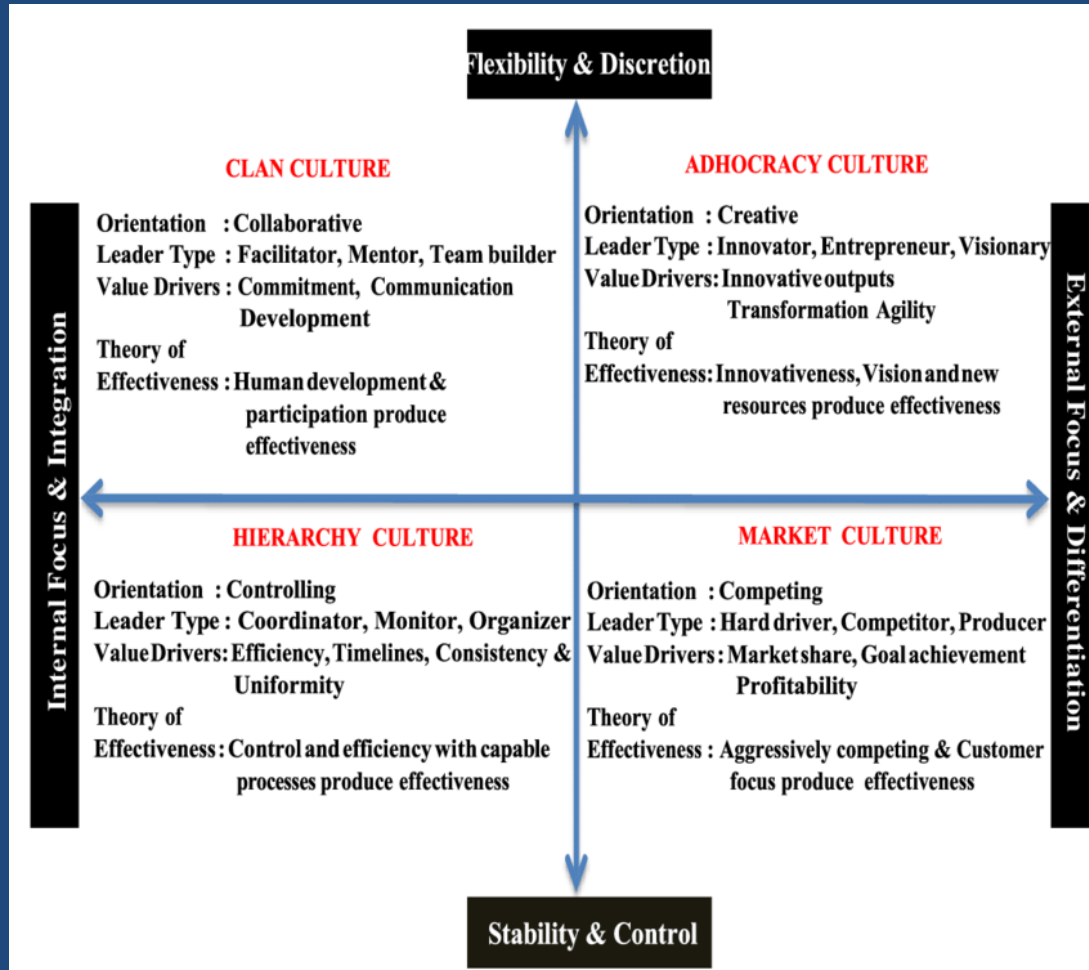 Flexibility & Discretion
CLAN CULTURE
Orientation : Collaborative
Leader Type : Facilitator, Mentor, Team builder
Value Drivers : Commitment, Communication
Development
Theory of
Effectiveness : Human development &
participation produce
effectiveness
ADHOCRACY CULTURE
Orientation : Creative
Leader Type : Innovator, Entrepreneur, Visionary
Value Drivers: Innovative outputs
Transformation Agility
Theory of
Effectiveness: Innovativeness, Vision and new
resources produce effectiveness
Internal Focus & Integration
External Focus & Differentiation
HIERARCHY CULTURE
Orientation : Controlling
Leader Type : Coordinator, Monitor, Organizer
Value Drivers: Efficiency, Timelines, Consistency &
Uniformity
Theory of
Effectiveness : Control and efficiency with capable
processes produce effectiveness
MARKET CULTURE
Orientation : Competing
Leader Type : Hard driver, Competitor, Producer
Value Drivers : Market share, Goal achievement
Profitability
Theory of
Effectiveness : Aggressively competing & Customer
focus produce effectiveness
Stability & Control